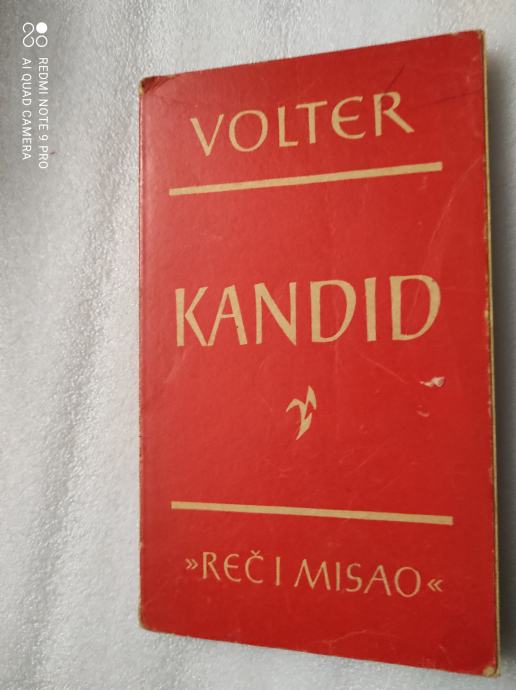 VOLTER
KANDID
»REČ I MISAO«
REDMI NOTE 9 PRO
AI QUAD CAMERA